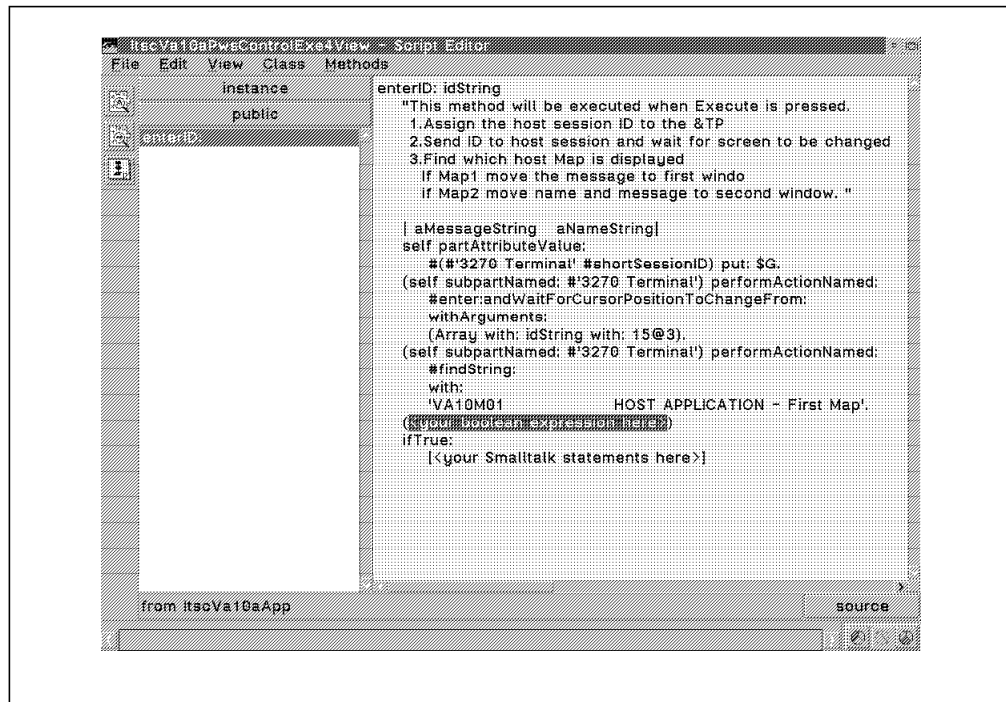 ItscVa10aPwsControlExe4View - Script Editor
File Edit View Class Methods
instance
public
enterID:
enterID: idString
"This method will be executed when Execute is pressed.
1.Assign the host session ID to the &TP
2.Send ID to host session and wait for screen to be changed
3.Find which host Map is displayed
If Map1 move the message to first windo
if Map2 move name and message to second window. "
| aMessageString aNameString|
self partAttributeValue:
#(#'3270 Terminal' #shortSessionID) put: $G.
(self subpartNamed: #'3270 Terminal') performActionNamed:
#enter:andWaitForCursorPositionToChangeFrom:
withArguments:
(Array with: idString with: 15@3).
(self subpartNamed: #'3270 Terminal') performActionNamed:
#findString:
with:
'VA10M01 HOST APPLICATION - First Map'.
(<your boolean expression here>)
ifTrue:
[<your Smalltalk statements here>]
from ItscVa10aApp
source